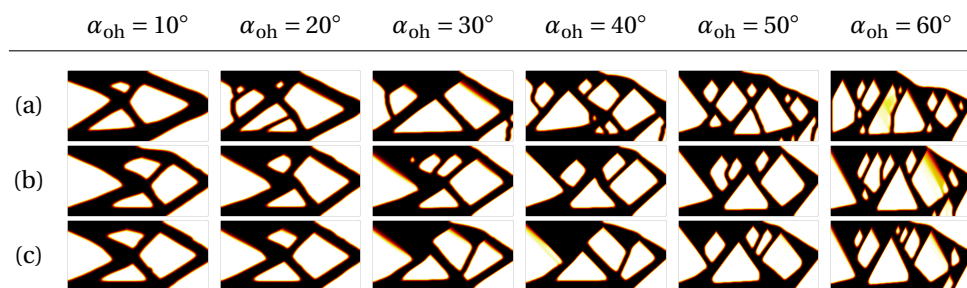 α_oh = 10° α_oh = 20° α_oh = 30° α_oh = 40° α_oh = 50° α_oh = 60°
(a)
(b)
(c)